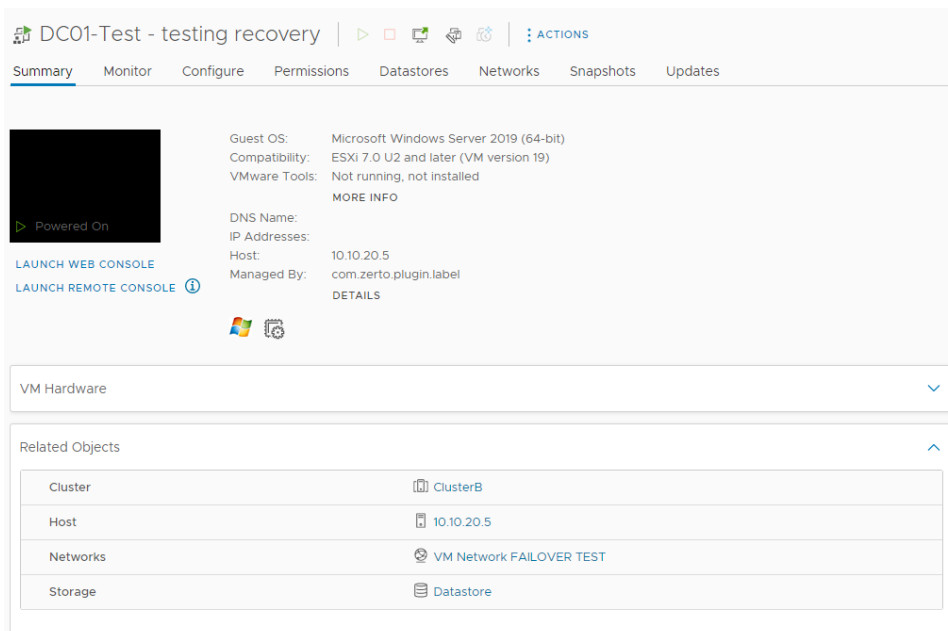 DC01-Test - testing recovery ACTIONS
Summary Monitor Configure Permissions Datastores Networks Snapshots Updates
Powered On
LAUNCH WEB CONSOLE
LAUNCH REMOTE CONSOLE
Guest OS: Microsoft Windows Server 2019 (64-bit)
Compatibility: ESXi 7.0 U2 and later (VM version 19)
VMware Tools: Not running, not installed
MORE INFO
DNS Name:
IP Addresses:
Host: 10.10.20.5
Managed By: com.zerto.plugin.label
DETAILS
VM Hardware
Related Objects
Cluster ClusterB
Host 10.10.20.5
Networks VM Network FAILOVER TEST
Storage Datastore